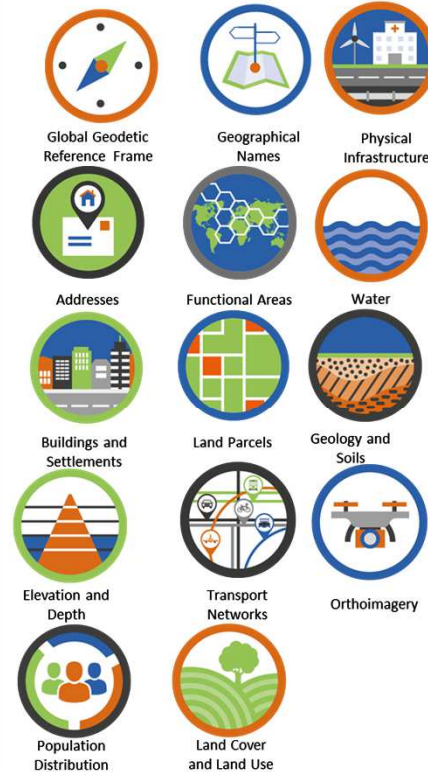 Global Geodetic
Reference Frame
Geographical
Names
Physical
Infrastructure
Addresses
Functional Areas
Water
Buildings and
Settlements
Land Parcels
Geology and
Soils
Elevation and
Depth
Transport
Networks
Orthoimagery
Population
Distribution
Land Cover
and Land Use